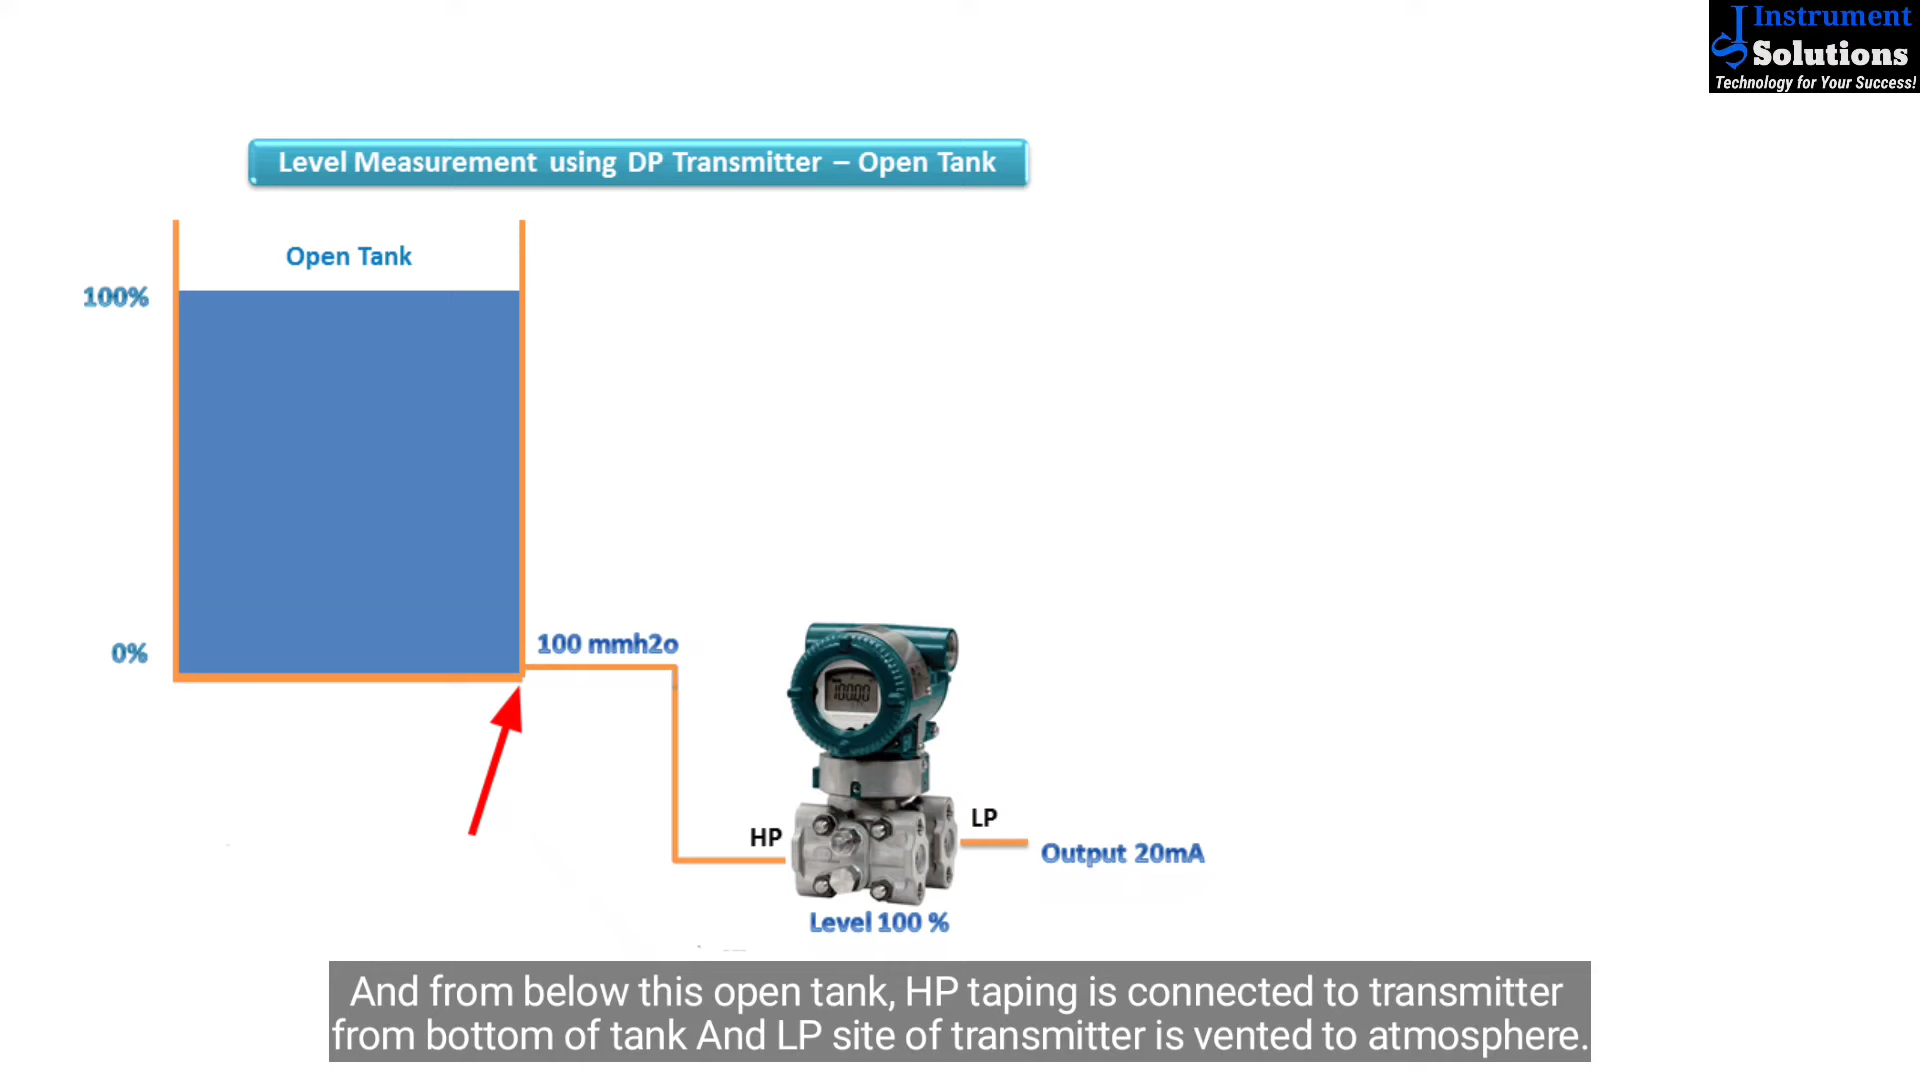 Instrument
Solutions
Technology for Your Success!
Level Measurement using DP Transmitter – Open Tank
Open Tank
100%
0%
100 mmh2o
100.00
HP
LP
Output 20mA
Level 100 %
And from below this open tank, HP taping is connected to transmitter
from bottom of tank And LP site of transmitter is vented to atmosphere.